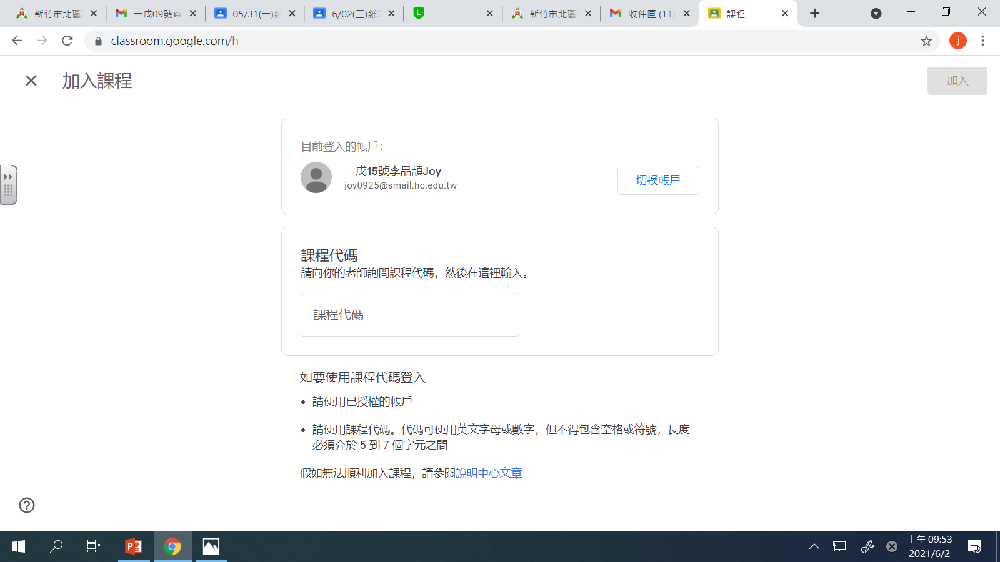 新竹市北區
一戊09號蔡
05/31(一)紙
6/02(三)紙本
新竹市北區
收件匣 (11)
課程
classroom.google.com/h
j
加入課程
加入
目前登入的帳戶：
一戊15號李品頡Joy
joy0925@smail.hc.edu.tw
切換帳戶
課程代碼
請向你的老師詢問課程代碼，然後在這裡輸入。
課程代碼
如要使用課程代碼登入
請使用已授權的帳戶
請使用課程代碼。代碼可使用英文字母或數字，但不得包含空格或符號，長度
必須介於 5 到 7 個字元之間
假如無法順利加入課程，請參閱說明中心文章
上午 09:53
2021/6/2